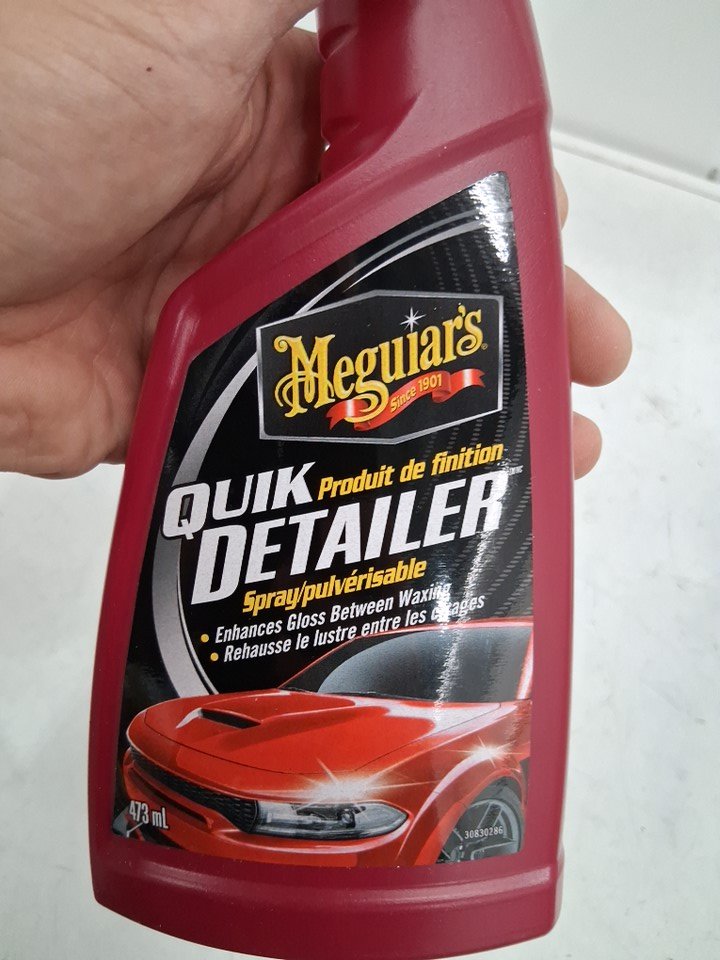 Meguiar's
Since 1901
QUIK Produit de finition
DETAILER
Spray/pulvérisable
• Enhances Gloss Between Waxing
• Rehausse le lustre entre les cirages
473 mL
30830286